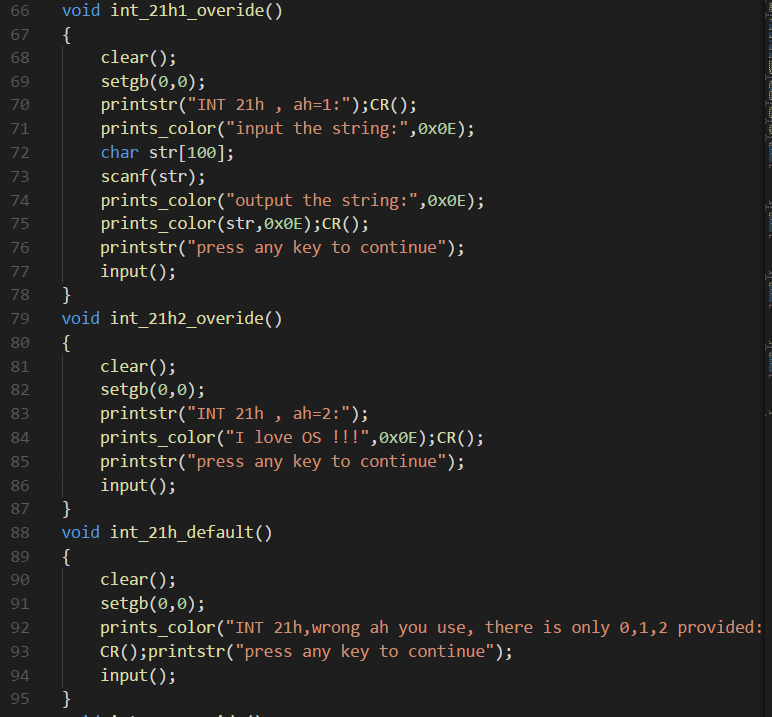 66 void int_21h1_overide()
67 {
68 clear();
69 setgb(0,0);
70 printstr("INT 21h , ah=1:");CR();
71 prints_color("input the string:",0x0E);
72 char str[100];
73 scanf(str);
74 prints_color("output the string:",0x0E);
75 prints_color(str,0x0E);CR();
76 printstr("press any key to continue");
77 input();
78 }
79 void int_21h2_overide()
80 {
81 clear();
82 setgb(0,0);
83 printstr("INT 21h , ah=2:");
84 prints_color("I love OS !!!",0x0E);CR();
85 printstr("press any key to continue");
86 input();
87 }
88 void int_21h_default()
89 {
90 clear();
91 setgb(0,0);
92 prints_color("INT 21h,wrong ah you use, there is only 0,1,2 provided:
93 CR();printstr("press any key to continue");
94 input();
95 }